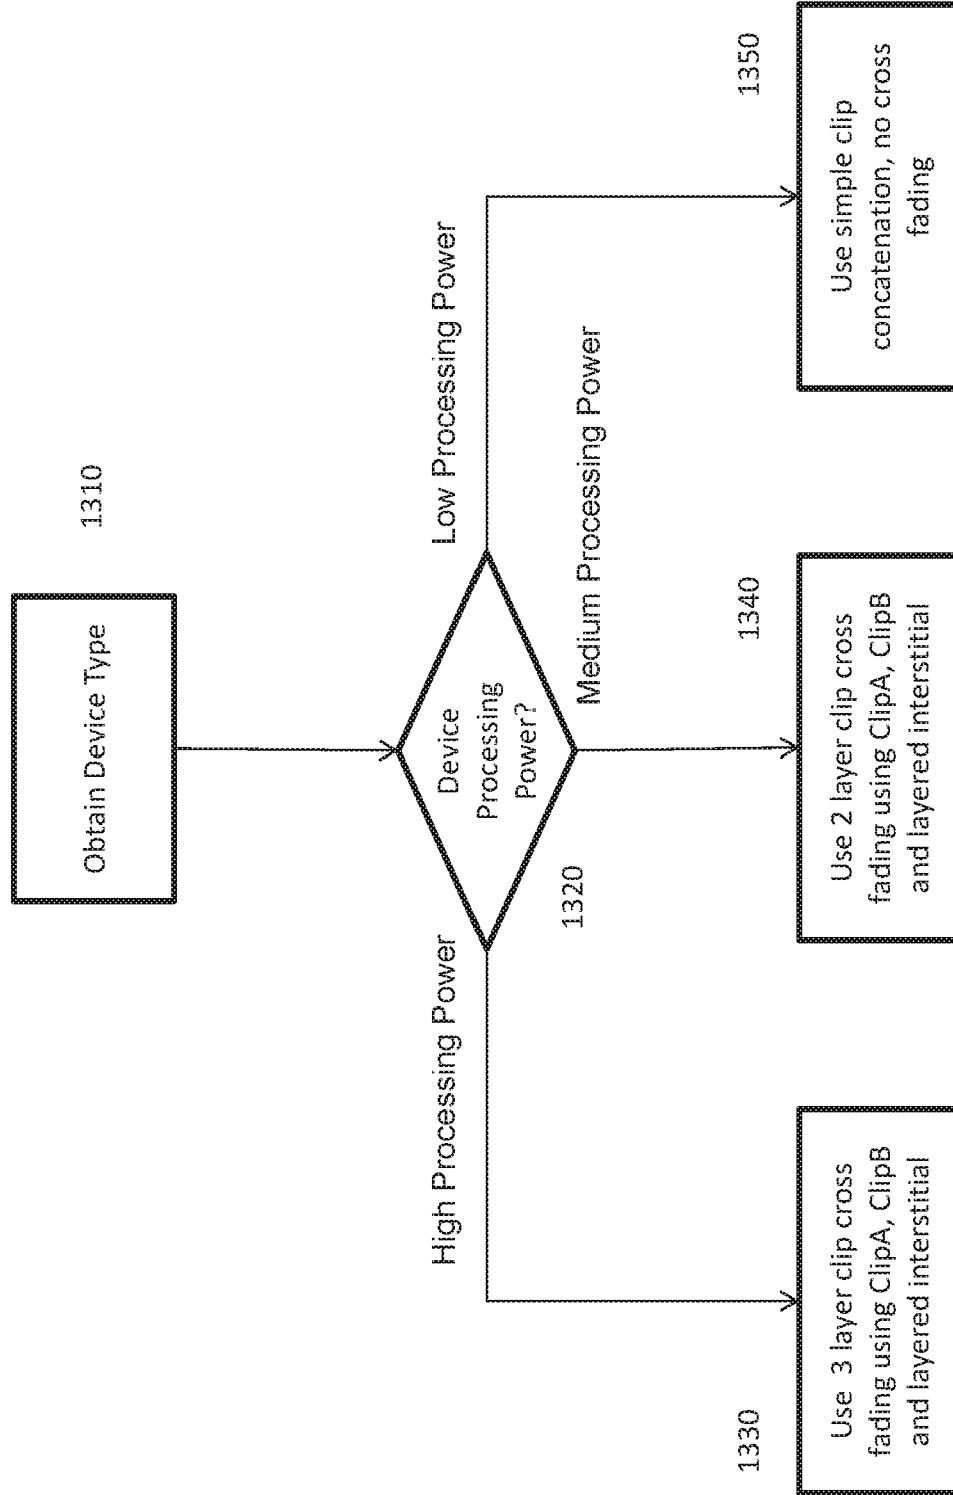 1310
Obtain Device Type
Device
Processing
Power?
1320
High Processing Power
Medium Processing Power
Low Processing Power
1330
Use 3 layer clip cross
fading using ClipA, ClipB
and layered interstitial
1340
Use 2 layer clip cross
fading using ClipA, ClipB
and layered interstitial
1350
Use simple clip
concatenation, no cross
fading